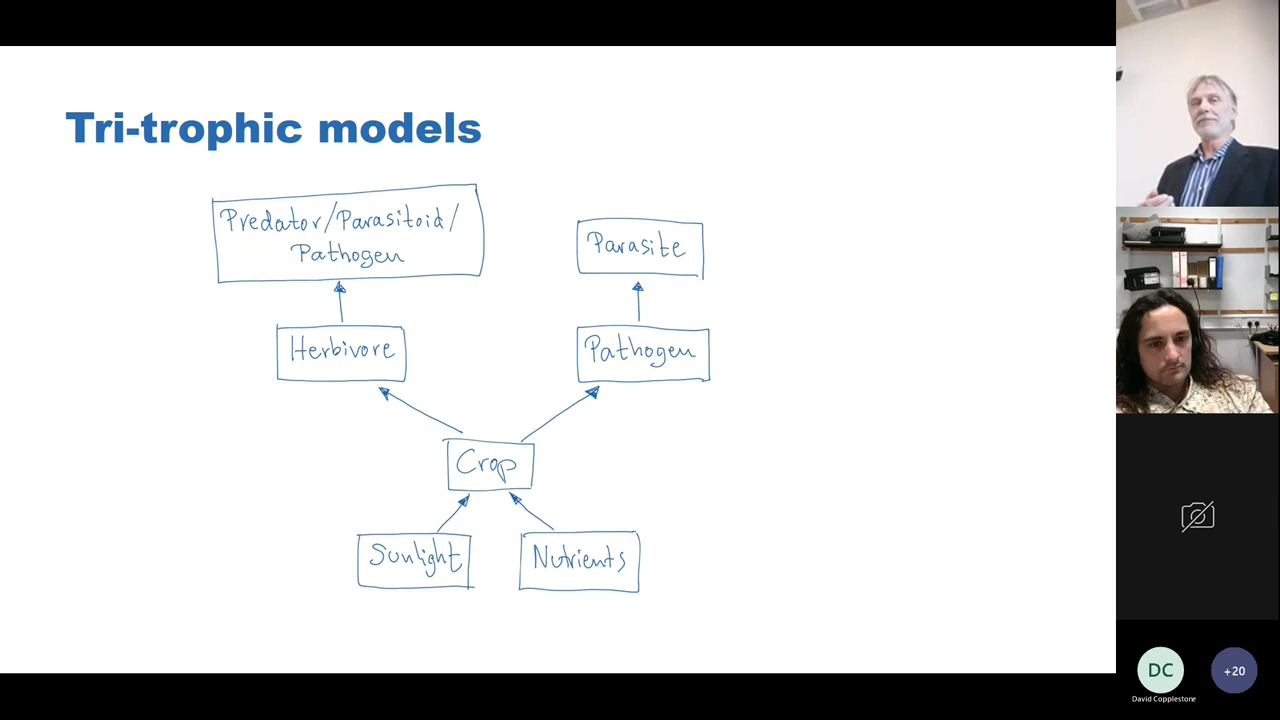 Tri-trophic models
Predator/Parasitoid/
Pathogen
Parasite
Herbivore
Pathogen
Crop
Sunlight
Nutrients
DC
+20
David Copplestone